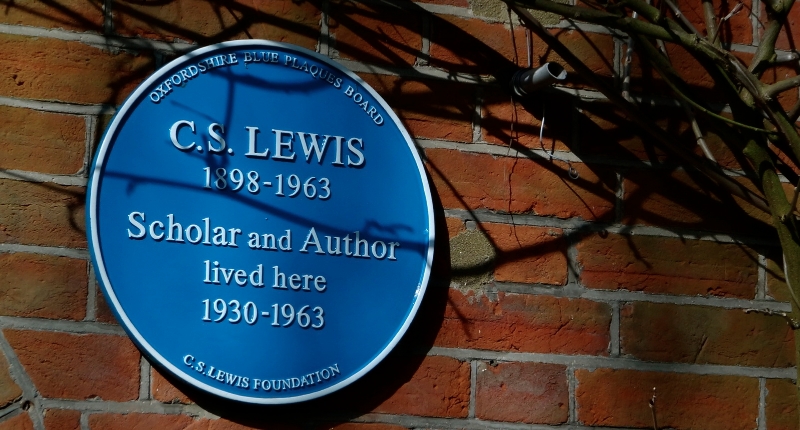 OXFORDSHIRE BLUE PLAQUES BOARD
C.S. LEWIS
1898-1963
Scholar and Author
lived here
1930-1963
C.S. LEWIS FOUNDATION